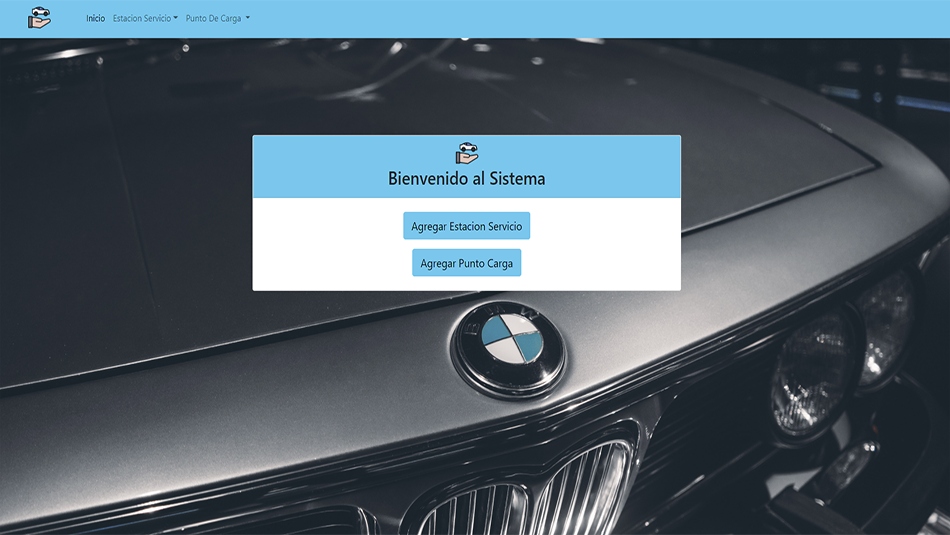 Inicio Estacion Servicio Punto De Carga
Bienvenido al Sistema
Agregar Estacion Servicio
Agregar Punto Carga
BMW